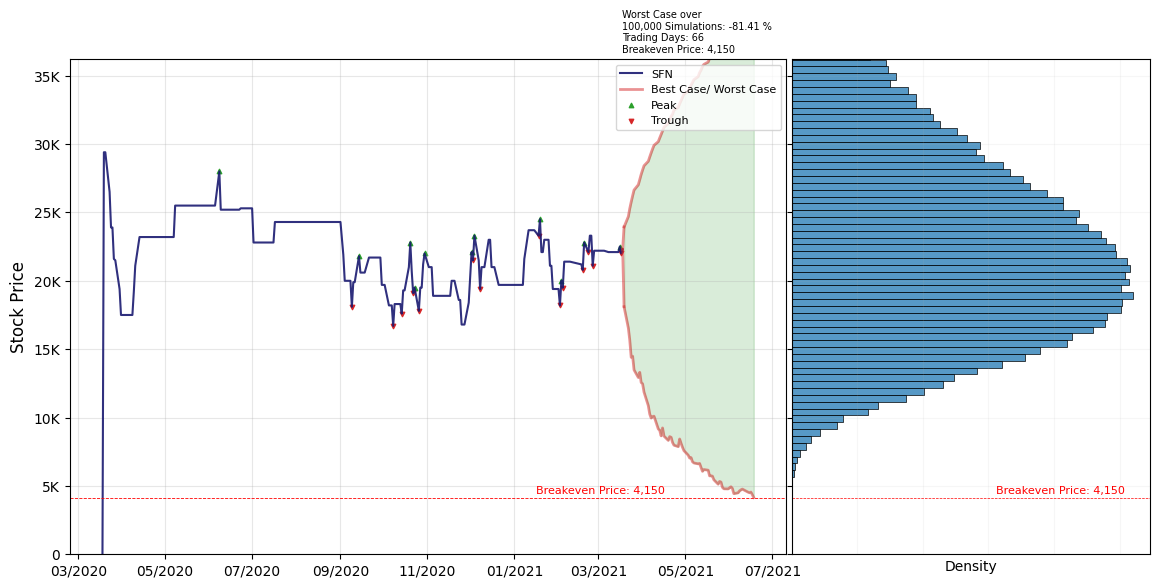 Worst Case over
100,000 Simulations: -81.41 %
Trading Days: 66
Breakeven Price: 4,150
SFN
Best Case/ Worst Case
Peak
Trough
35K
30K
25K
20K
15K
10K
5K
0
Stock Price
Breakeven Price: 4,150
Breakeven Price: 4,150
03/2020
05/2020
07/2020
09/2020
11/2020
01/2021
03/2021
05/2021
07/2021
Density